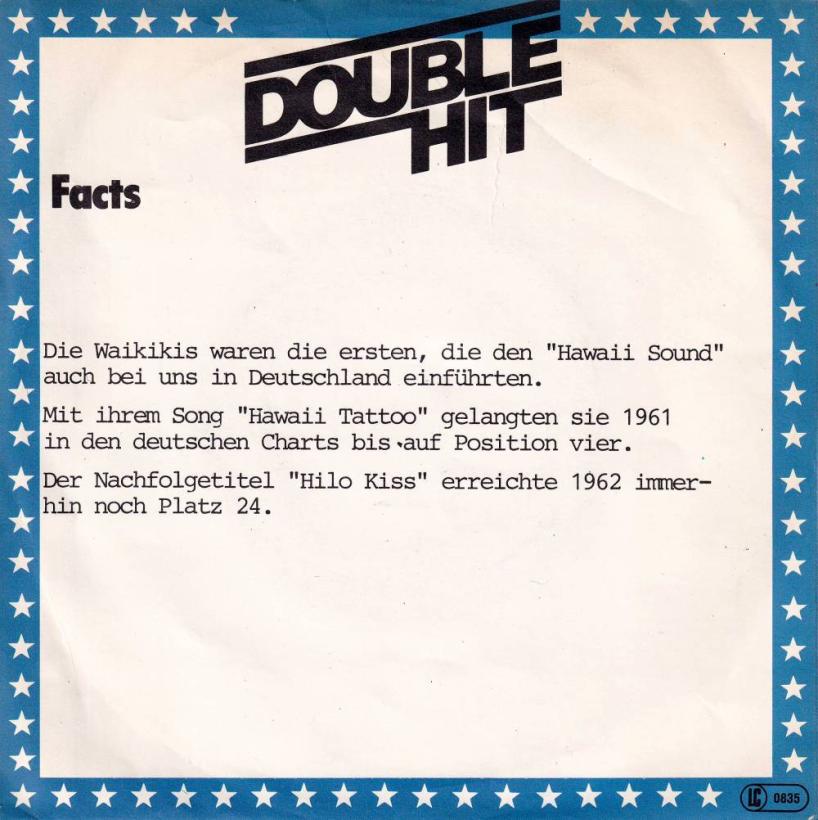 DOUBLE
HIT
Facts
Die Waikikis waren die ersten, die den "Hawaii Sound"
auch bei uns in Deutschland einführten.
Mit ihrem Song "Hawaii Tattoo" gelangten sie 1961
in den deutschen Charts bis auf Position vier.
Der Nachfolgetitel "Hilo Kiss" erreichte 1962 immer-
hin noch Platz 24.
LC 0835